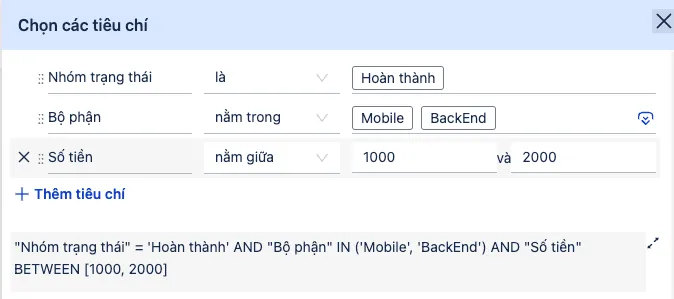 Chọn các tiêu chí
Nhóm trạng thái là Hoàn thành
Bộ phận nằm trong Mobile BackEnd
Số tiền nằm giữa 1000 và 2000
Thêm tiêu chí
"Nhóm trạng thái" = 'Hoàn thành' AND "Bộ phận" IN ('Mobile', 'BackEnd') AND "Số tiền"
BETWEEN [1000, 2000]